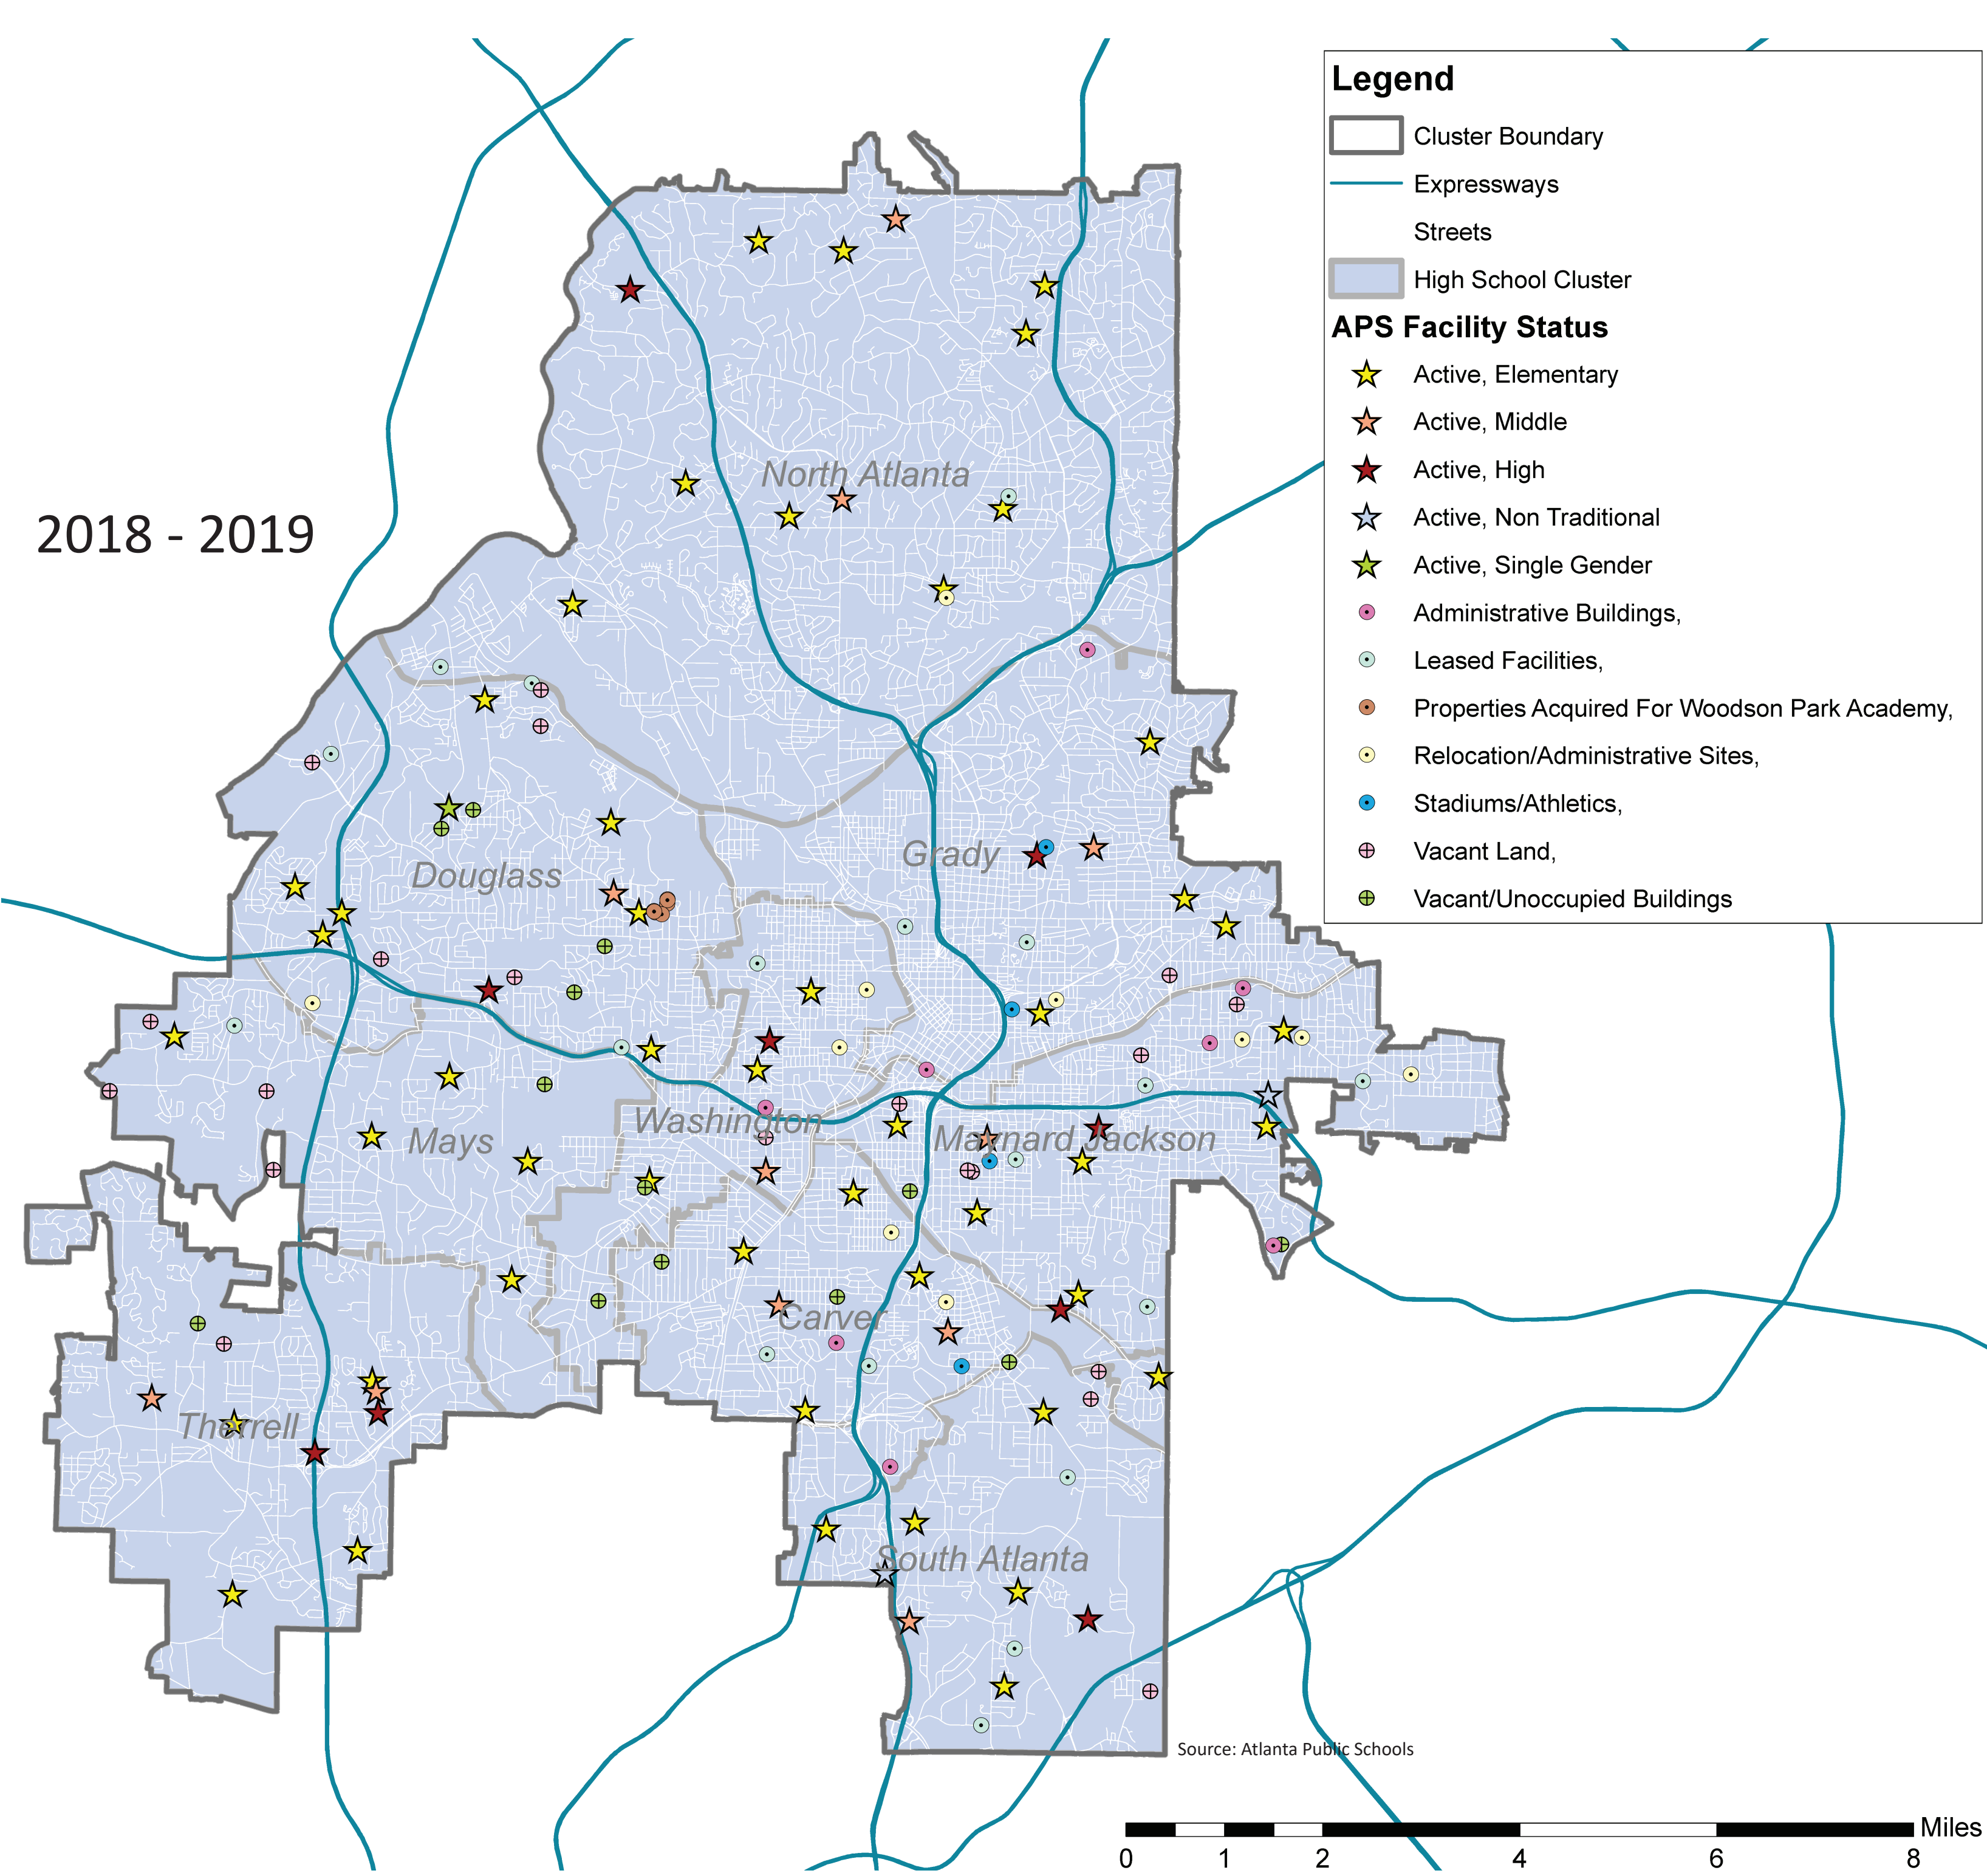 Legend
Cluster Boundary
Expressways
Streets
High School Cluster
APS Facility Status
Active, Elementary
Active, Middle
Active, High
Active, Non Traditional
Active, Single Gender
Administrative Buildings,
Leased Facilities,
Properties Acquired For Woodson Park Academy,
Relocation/Administrative Sites,
Stadiums/Athletics,
Vacant Land,
Vacant/Unoccupied Buildings
2018 - 2019
North Atlanta
Grady
Douglass
Washington
Maynard Jackson
Mays
Carver
Therrell
South Atlanta
Source: Atlanta Public Schools
Miles
0 1 2 4 6 8